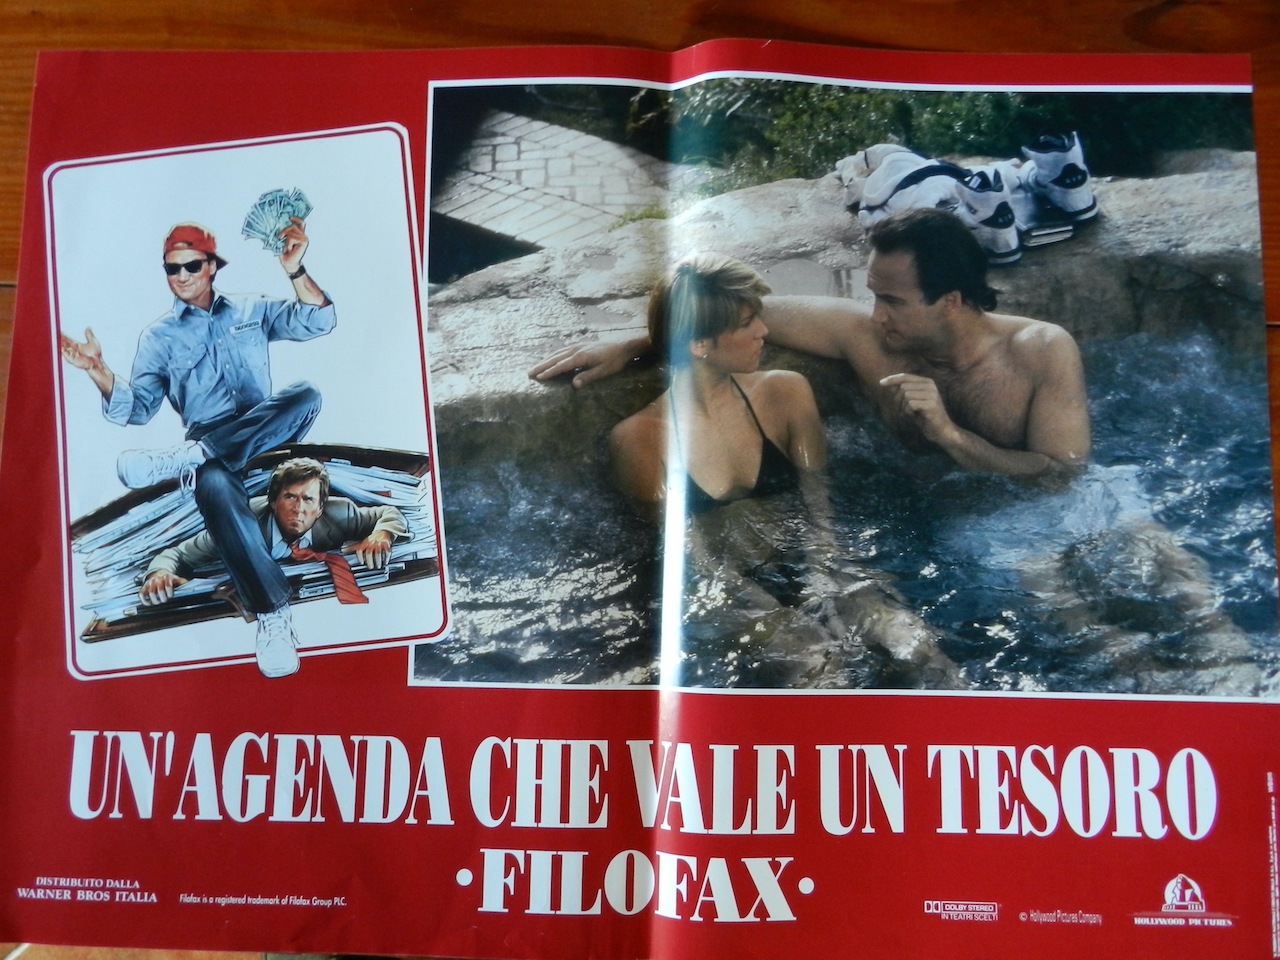 UN'AGENDA CHE VALE UN TESORO
·FILOFAX·
DISTRIBUITO DALLA
WARNER BROS ITALIA
Filofax is a registered trademark of Filofax Group PLC.
DOLBY STEREO
IN TEATRI SCELTI
© Hollywood Pictures Company
HOLLYWOOD PICTURES